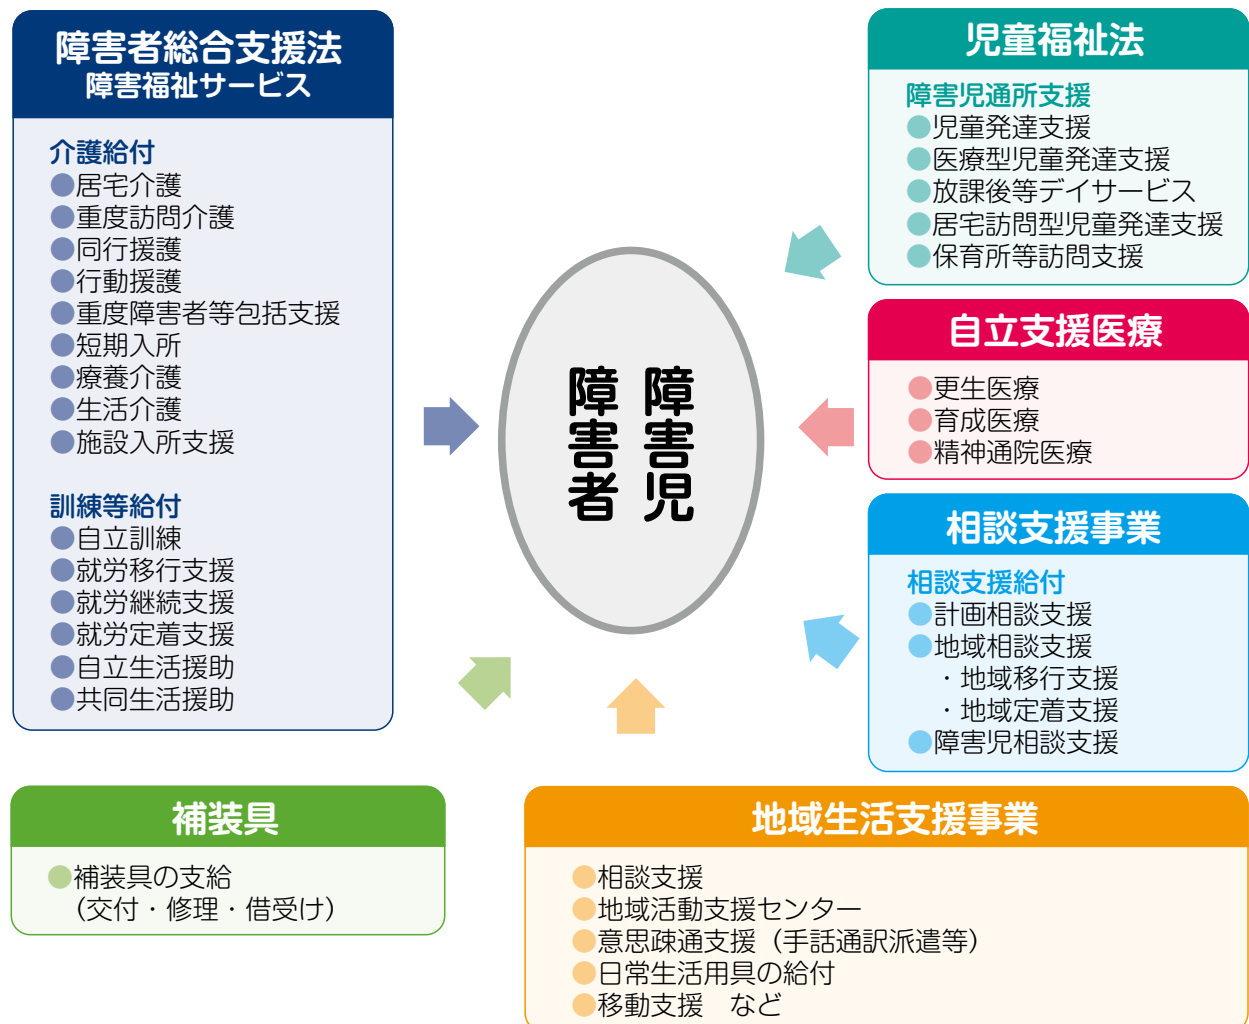 障害者総合支援法
障害福祉サービス
介護給付
●居宅介護
●重度訪問介護
●同行援護
●行動援護
●重度障害者等包括支援
●短期入所
●療養介護
●生活介護
●施設入所支援
訓練等給付
●自立訓練
●就労移行支援
●就労継続支援
●就労定着支援
●自立生活援助
●共同生活援助
障害児
障害者
児童福祉法
障害児通所支援
●児童発達支援
●医療型児童発達支援
●放課後等デイサービス
●居宅訪問型児童発達支援
●保育所等訪問支援
自立支援医療
●更生医療
●育成医療
●精神通院医療
相談支援事業
相談支援給付
●計画相談支援
●地域相談支援
・地域移行支援
・地域定着支援
●障害児相談支援
補装具
●補装具の支給
（交付・修理・借受け）
地域生活支援事業
●相談支援
●地域活動支援センター
●意思疎通支援（手話通訳派遣等）
●日常生活用具の給付
●移動支援　など